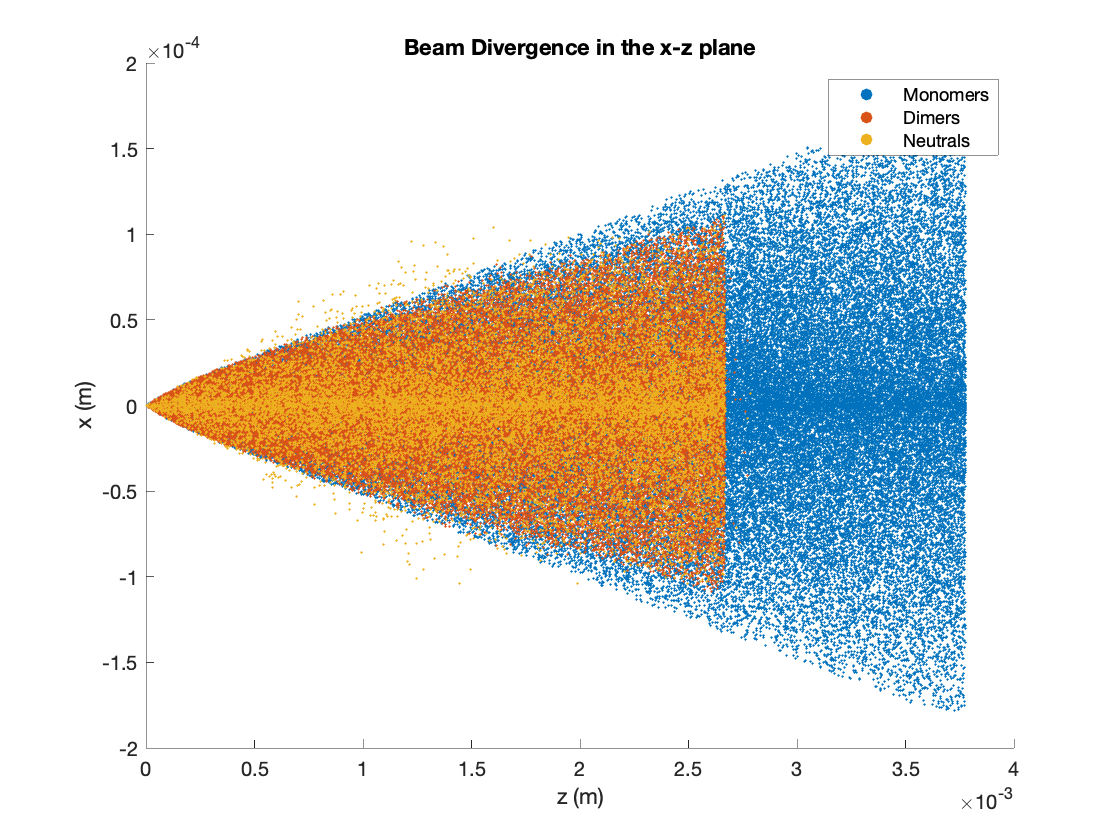 Beam Divergence in the x-z plane
×10⁻⁴
2
1.5
1
0.5
0
-0.5
-1
-1.5
-2
x (m)
Monomers
Dimers
Neutrals
0 0.5 1 1.5 2 2.5 3 3.5 4
z (m)
×10⁻³